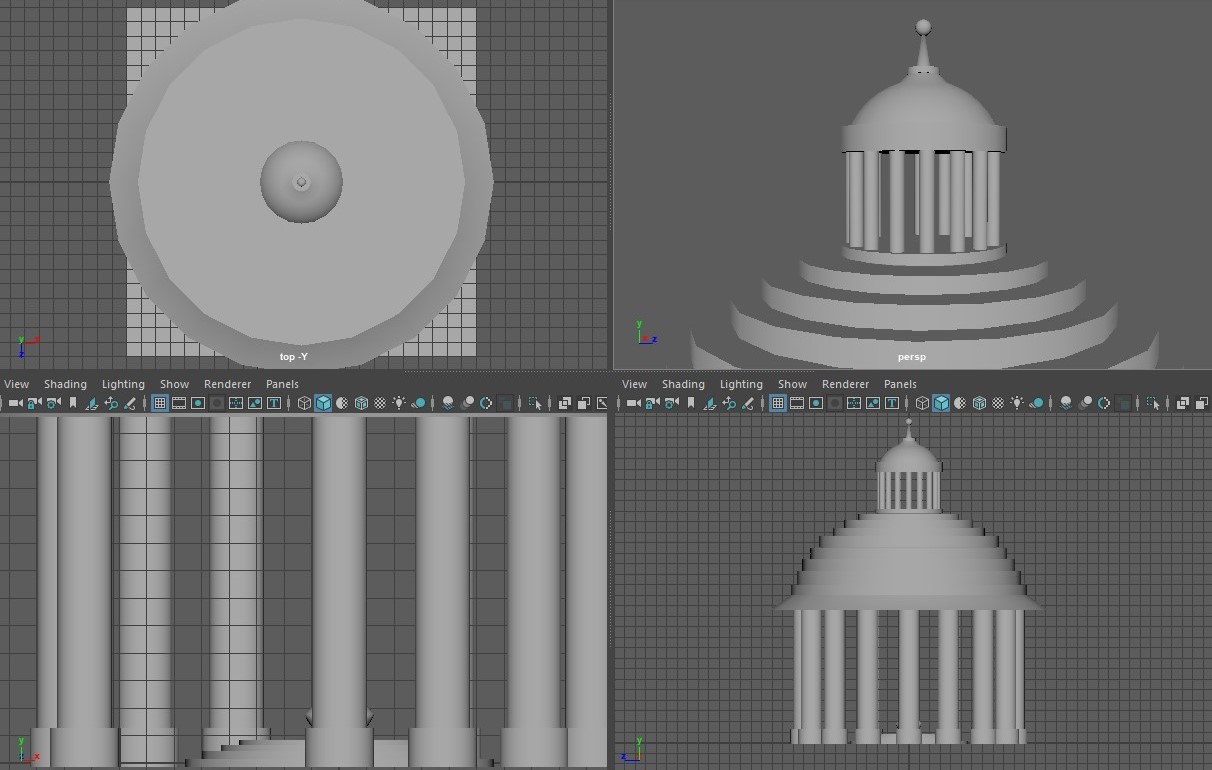 y x
z
top -Y
y
x z
persp
View Shading Lighting Show Renderer Panels
View Shading Lighting Show Renderer Panels
T
T
y
z x
y
z